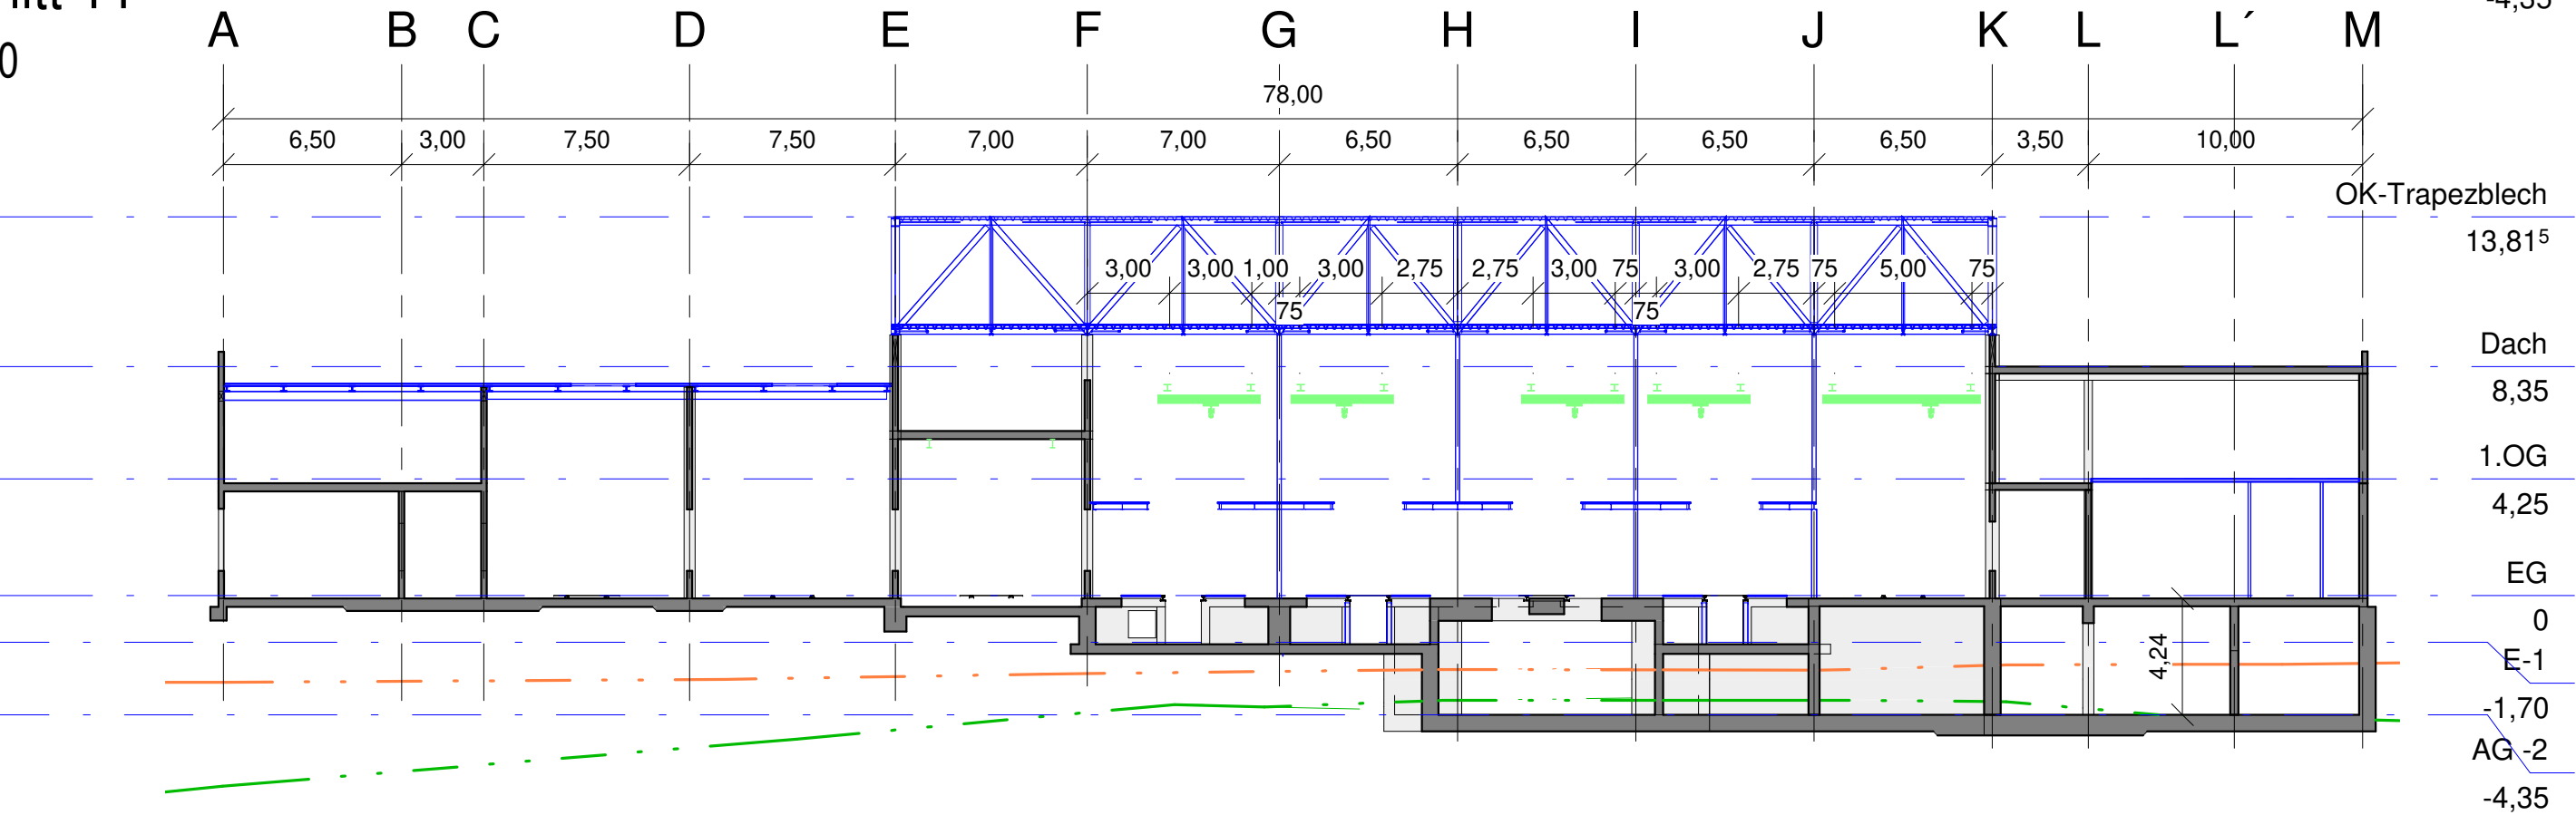 -4,35
A B C D E F G H I J K L L´ M
0
78,00
6,50 3,00 7,50 7,50 7,00 7,00 6,50 6,50 6,50 6,50 3,50 10,00
OK-Trapezblech
13,81⁵
3,00 3,00 1,00 3,00 2,75 2,75 3,00 75 3,00 2,75 75 5,00 75
75 75
Dach
8,35
1.OG
4,25
EG
0
4,24
E-1
-1,70
AG -2
-4,35